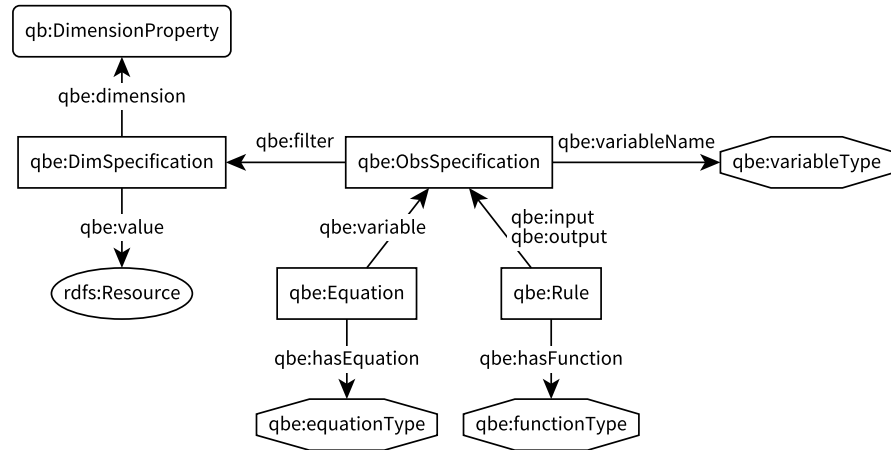 qb:DimensionProperty
qbe:dimension
qbe:filter
qbe:variableName
qbe:DimSpecification
qbe:ObsSpecification
qbe:variableType
qbe:value
qbe:variable
qbe:input
qbe:output
rdfs:Resource
qbe:Equation
qbe:Rule
qbe:hasEquation
qbe:hasFunction
qbe:equationType
qbe:functionType